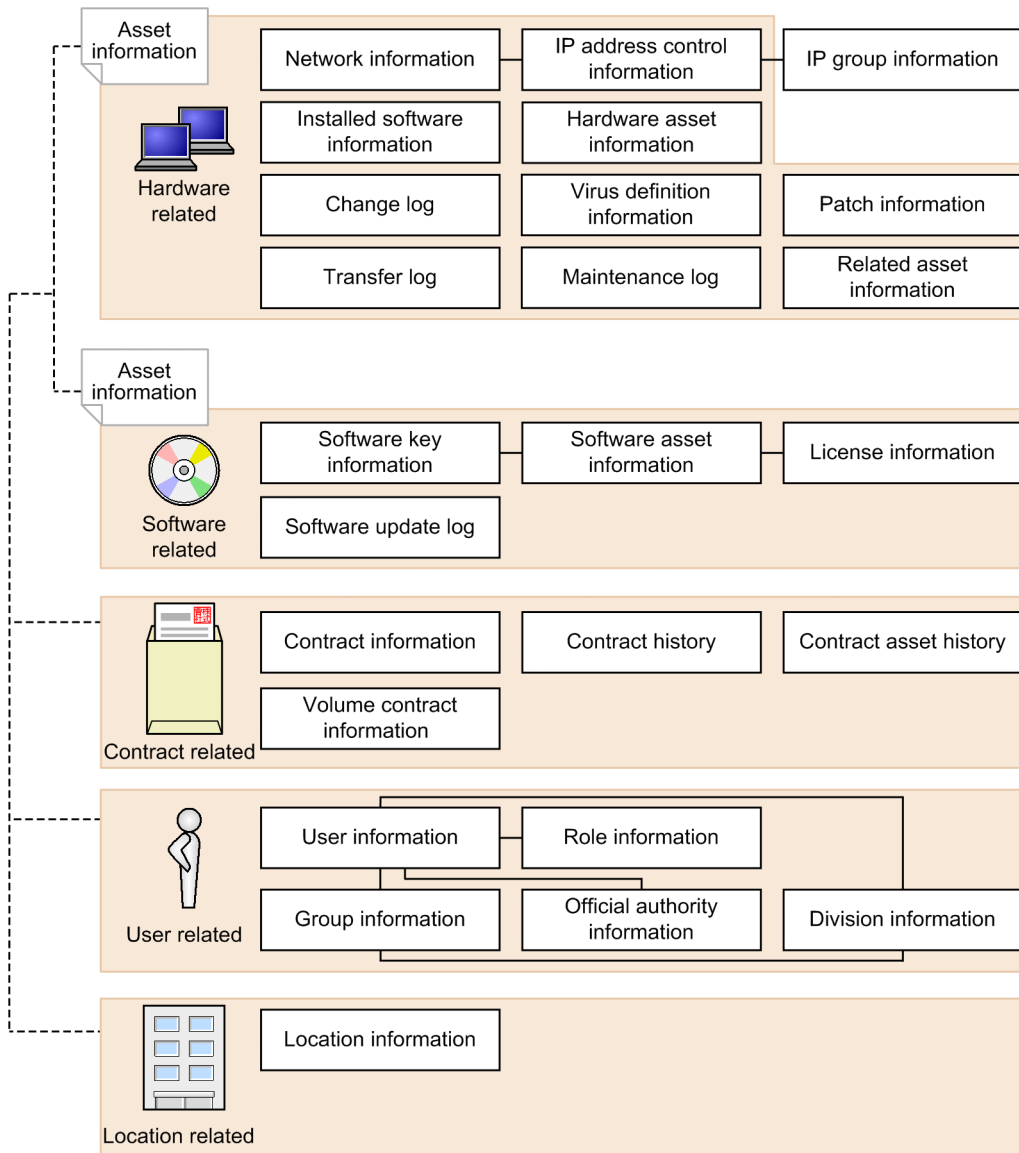 Asset
information
Network information
IP address control
information
IP group information
Installed software
information
Hardware asset
information
Hardware
related
Change log
Virus definition
information
Patch information
Transfer log
Maintenance log
Related asset
information
Asset
information
Software key
information
Software asset
information
License information
Software
related
Software update log
Contract information
Contract history
Contract asset history
Volume contract
information
Contract related
User information
Role information
Group information
Official authority
information
Division information
User related
Location information
Location related